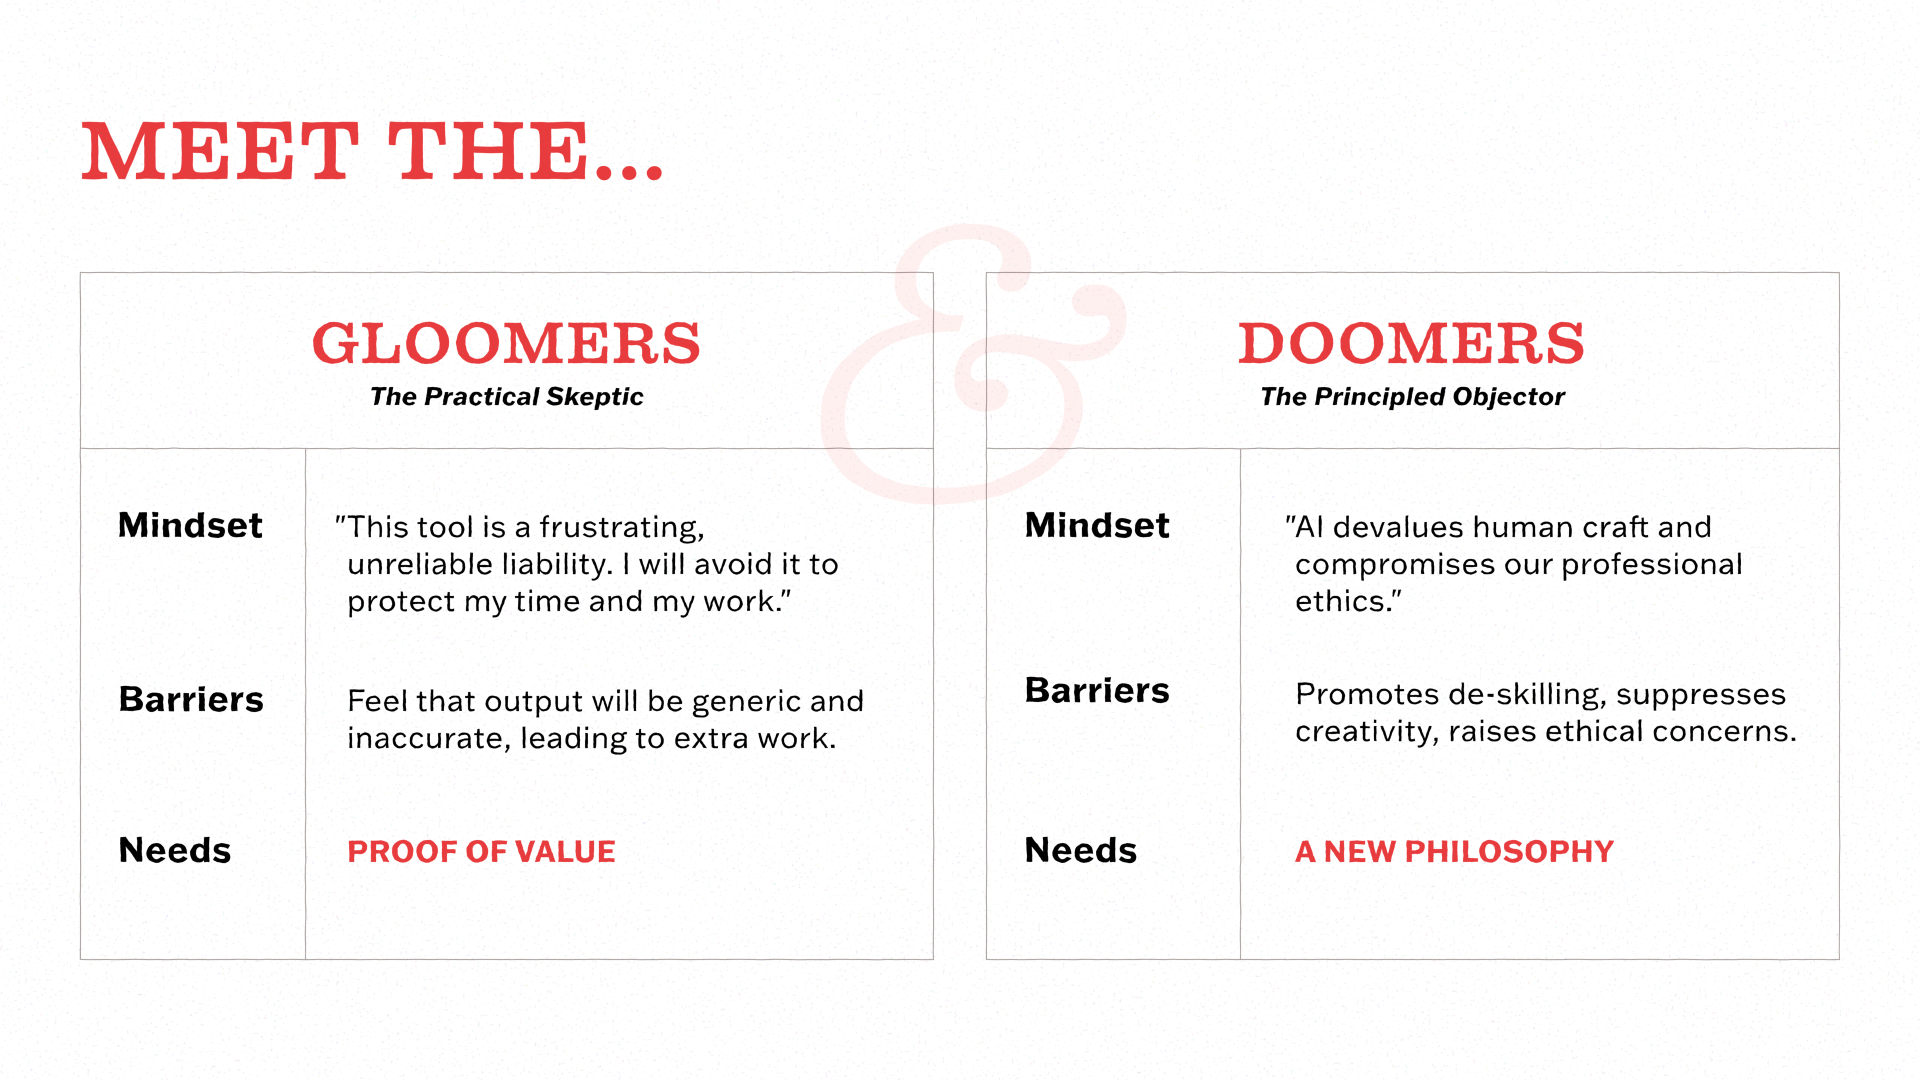 MEET THE...
&
GLOOMERS
The Practical Skeptic
Mindset
"This tool is a frustrating,
unreliable liability. I will avoid it to
protect my time and my work."
Barriers
Feel that output will be generic and
inaccurate, leading to extra work.
Needs
PROOF OF VALUE
DOOMERS
The Principled Objector
Mindset
"AI devalues human craft and
compromises our professional
ethics."
Barriers
Promotes de-skilling, suppresses
creativity, raises ethical concerns.
Needs
A NEW PHILOSOPHY